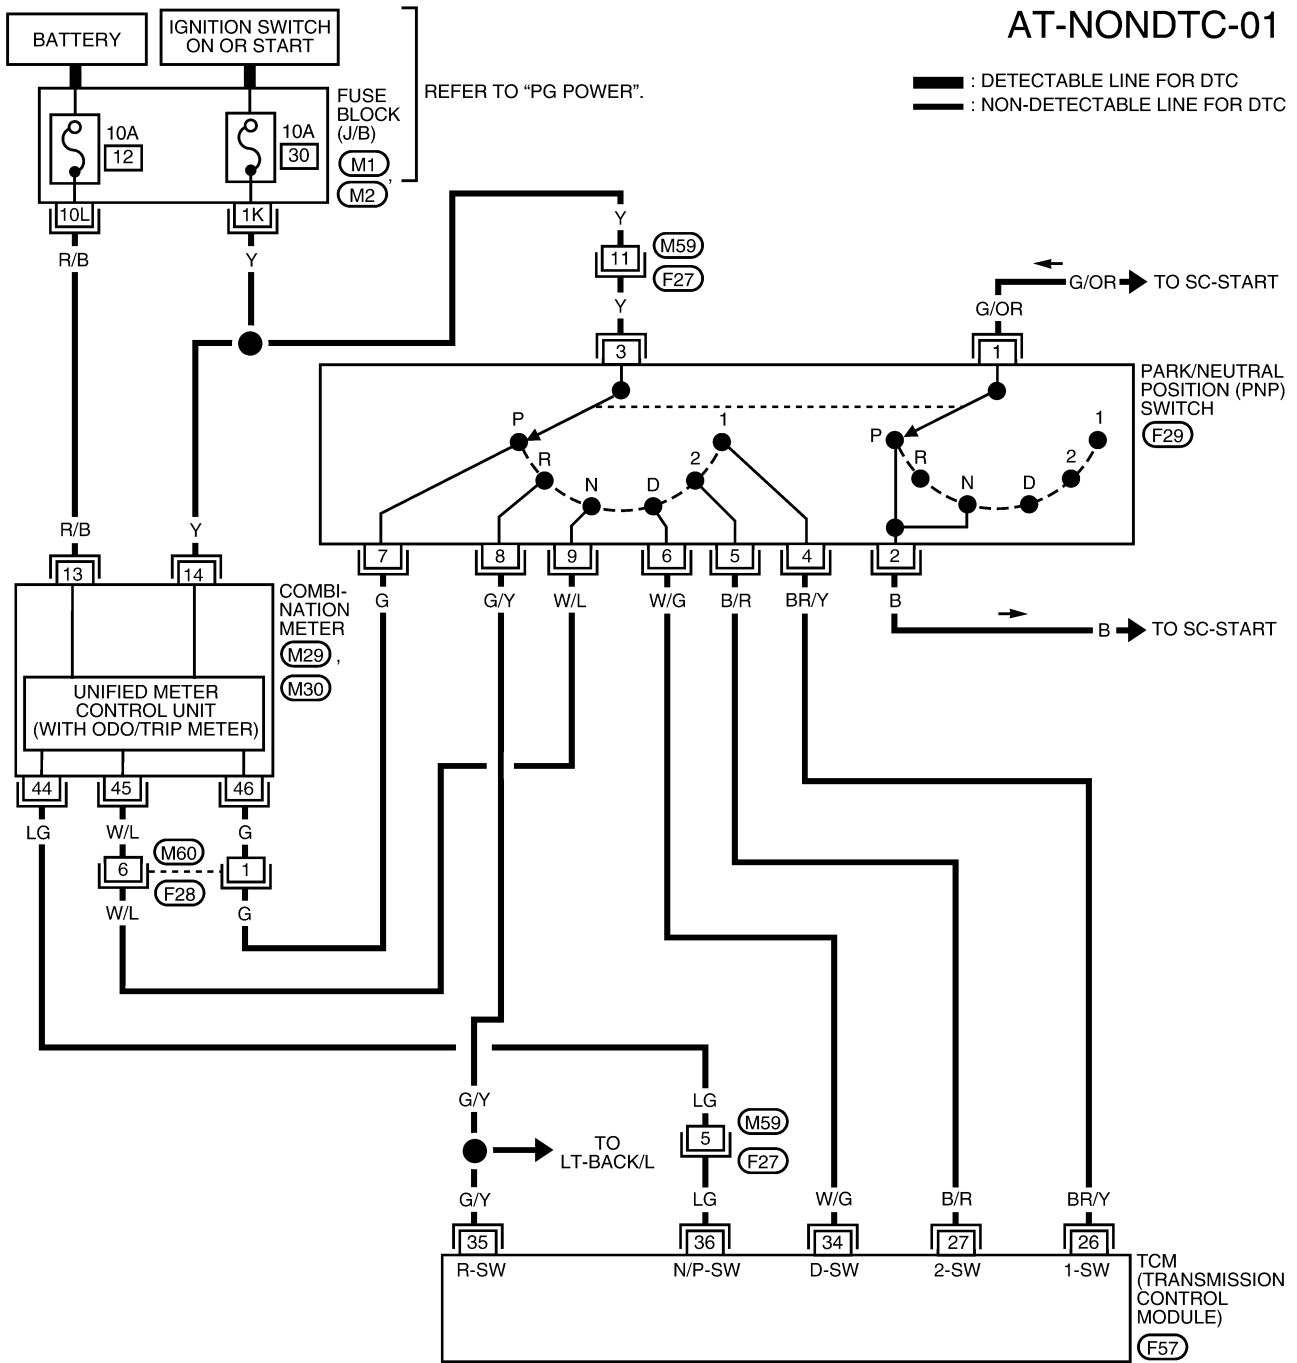 AT-NONDTC-01
BATTERY
IGNITION SWITCH
ON OR START
: DETECTABLE LINE FOR DTC
: NON-DETECTABLE LINE FOR DTC
REFER TO “PG POWER”.
FUSE
BLOCK
(J/B)
M1
,
M2
10A
12
10A
30
10L
1K
R/B
Y
Y
11
M59
F27
Y
G/OR
TO SC-START
G/OR
3
1
PARK/NEUTRAL
POSITION (PNP)
SWITCH
F29
P
R
N
D
2
1
P
R
N
D
2
1
R/B
Y
13
14
7
8
9
6
5
4
2
COMBI-
NATION
METER
M29 ,
M30
G
G/Y
W/L
W/G
B/R
BR/Y
B
B
TO SC-START
UNIFIED METER
CONTROL UNIT
(WITH ODO/TRIP METER)
44
45
46
LG
W/L
G
6
M60
F28
1
W/L
G
G/Y
TO
LT-BACK/L
LG
5
M59
F27
G/Y
LG
W/G
B/R
BR/Y
35
36
34
27
26
R-SW
N/P-SW
D-SW
2-SW
1-SW
TCM
(TRANSMISSION
CONTROL
MODULE)
F57